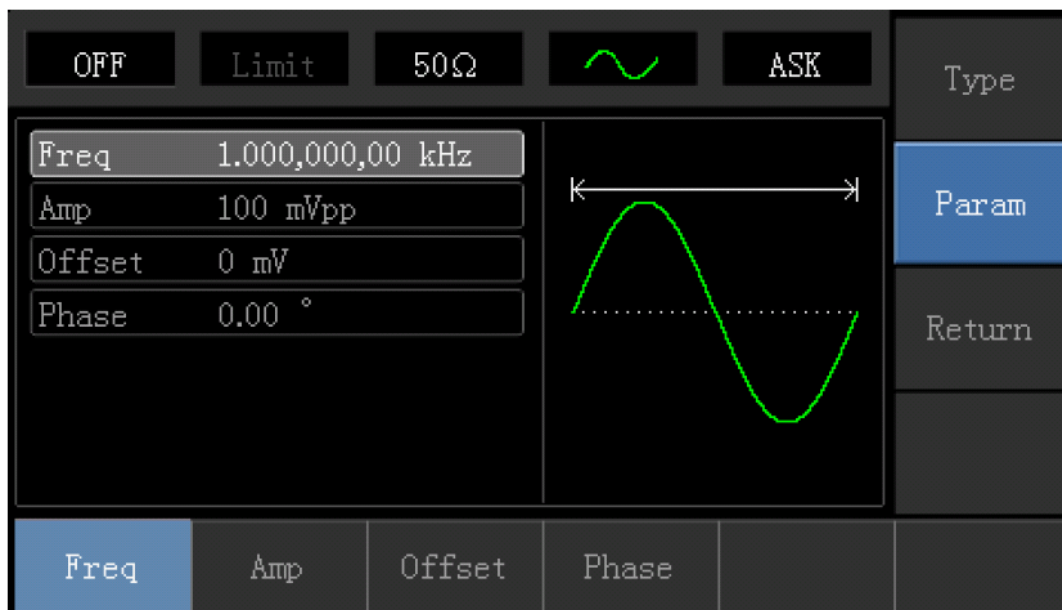 OFF Limit 50Ω ASK
Type
Freq 1.000,000,00 kHz
Amp 100 mVpp
Param
Offset 0 mV
Phase 0.00 °
Return
Freq Amp Offset Phase